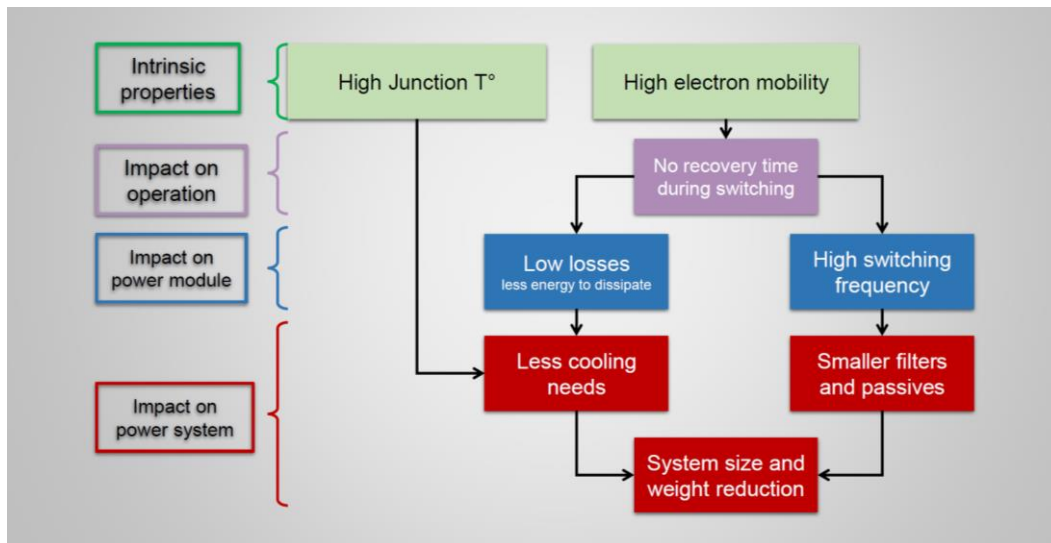 Intrinsic
properties
High Junction T°
High electron mobility
Impact on
operation
No recovery time
during switching
Impact on
power module
Low losses
less energy to dissipate
High switching
frequency
Impact on
power system
Less cooling
needs
Smaller filters
and passives
System size and
weight reduction